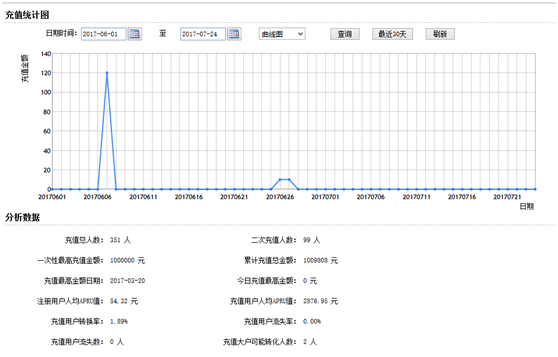 充值统计图
日期时间: 2017-06-01 至 2017-07-24 曲线图 查询 最近30天 刷新
充值金额
140
120
100
80
60
40
20
0
20170601 20170606 20170611 20170616 20170621 20170626 20170701 20170706 20170711 20170716 20170721
日期
分析数据
充值总人数: 351 人 二次充值人数: 99 人
一次性最高充值金额: 1000000 元 累计充值总金额: 1009808 元
充值最高金额日期: 2017-03-20 今日充值最高金额: 0 元
注册用户人均APRU值: 54.32 元 充值用户人均APRU值: 2876.95 元
充值用户转换率: 1.89% 充值用户流失率: 0.00%
充值用户流失数: 0 人 充值大户可能转化人数: 2 人